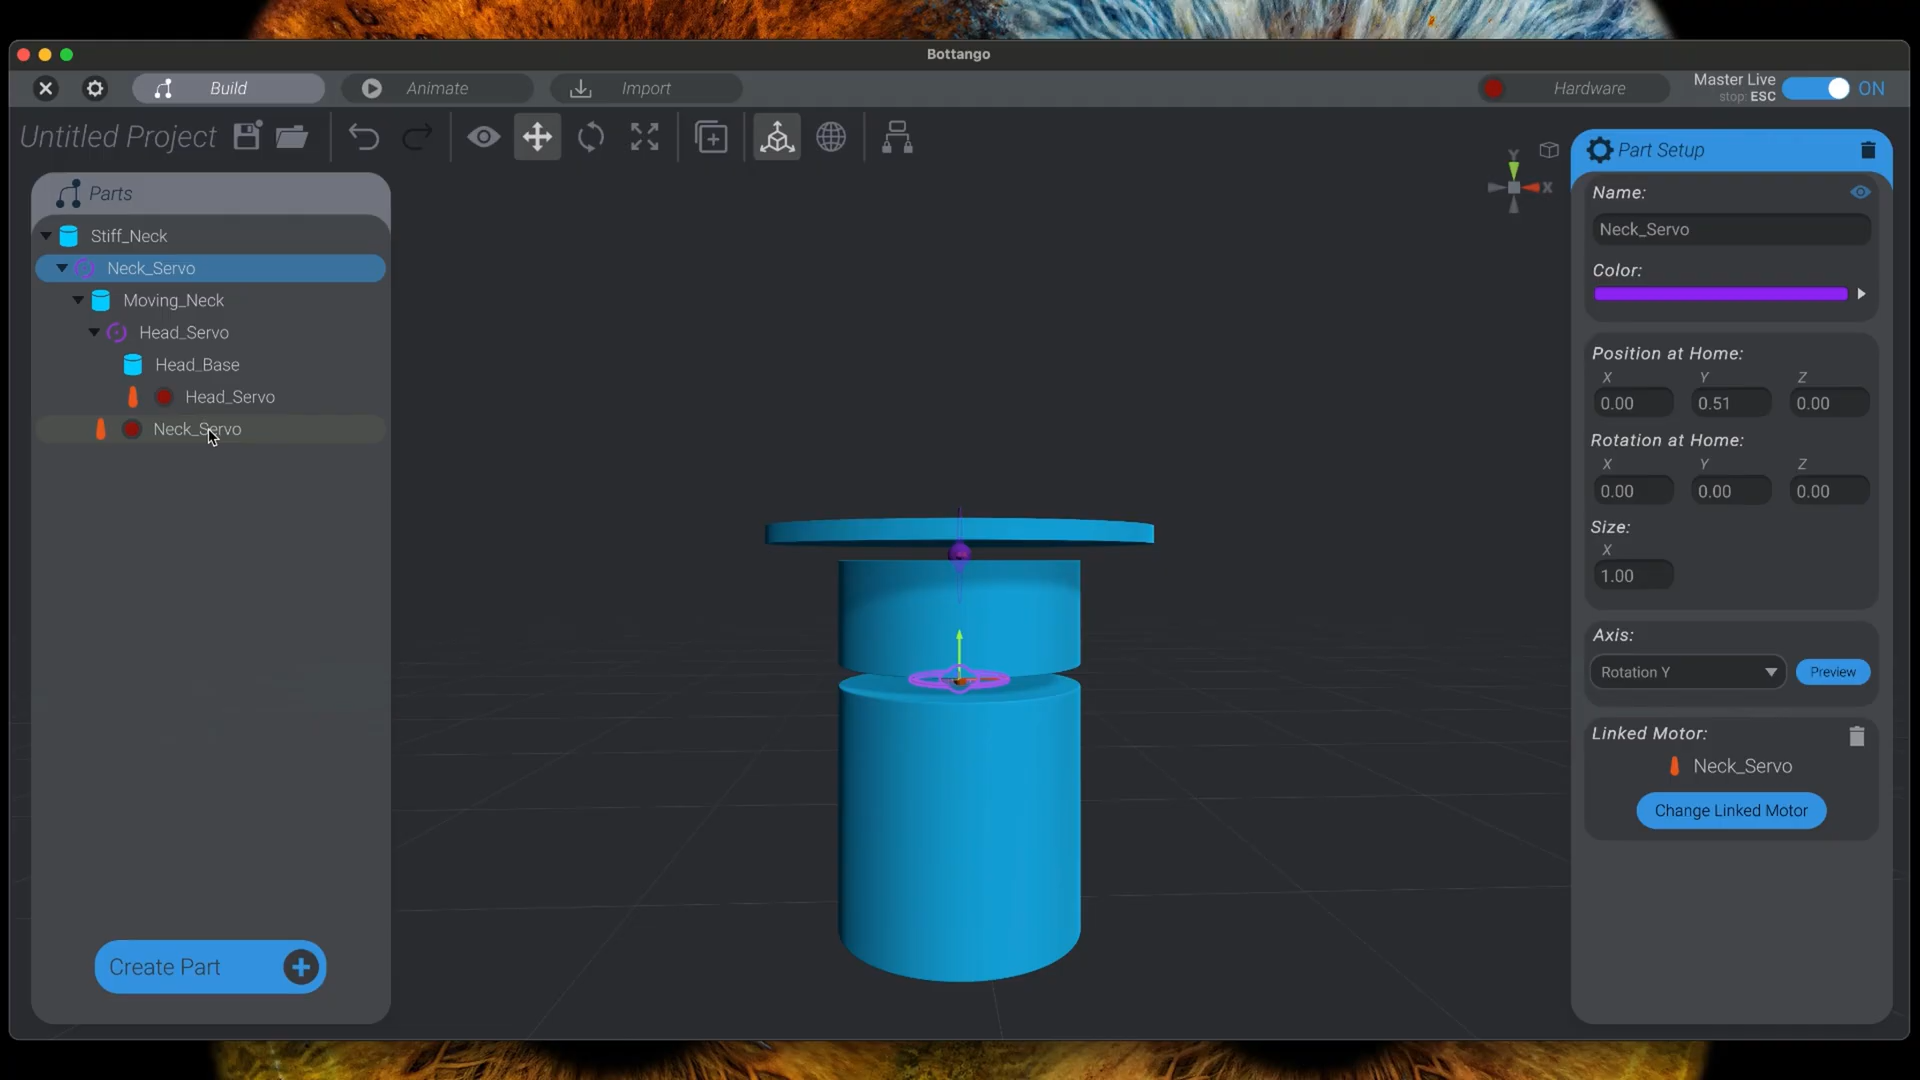 Bottango
Build
Animate
Import
Hardware
Master Live
stop: ESC
ON
Untitled Project
Parts
Stiff_Neck
Neck_Servo
Moving_Neck
Head_Servo
Head_Base
Head_Servo
Neck_Servo
Create Part
Y
X
Part Setup
Name:
Neck_Servo
Color:
Position at Home:
X Y Z
0.00 0.51 0.00
Rotation at Home:
X Y Z
0.00 0.00 0.00
Size:
X
1.00
Axis:
Rotation Y
Preview
Linked Motor:
Neck_Servo
Change Linked Motor